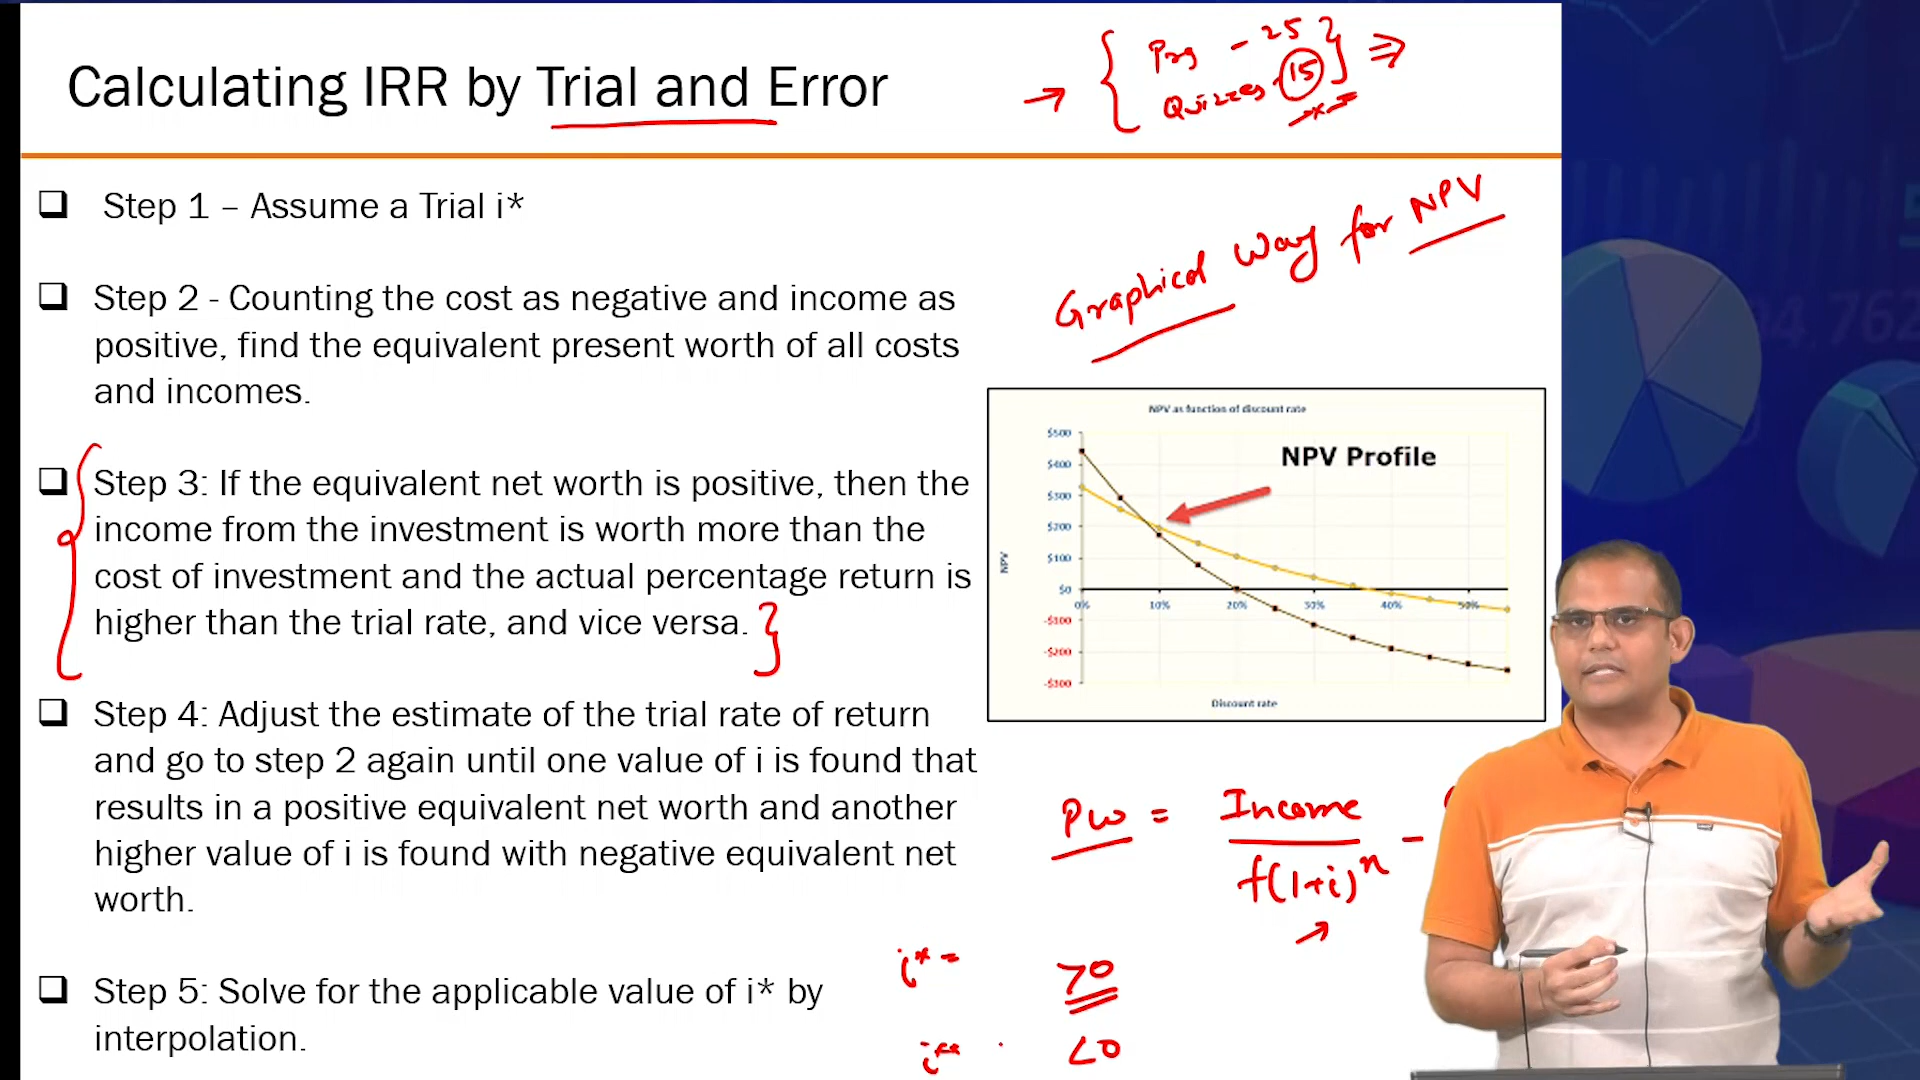 Calculating IRR by Trial and Error
Prg - 25
Quizzes - 15
Graphical Way for NPV
Step 1 – Assume a Trial i*
Step 2 - Counting the cost as negative and income as
positive, find the equivalent present worth of all costs
and incomes.
Step 3: If the equivalent net worth is positive, then the
income from the investment is worth more than the
cost of investment and the actual percentage return is
higher than the trial rate, and vice versa.
Step 4: Adjust the estimate of the trial rate of return
and go to step 2 again until one value of i is found that
results in a positive equivalent net worth and another
higher value of i is found with negative equivalent net
worth.
Step 5: Solve for the applicable value of i* by
interpolation.
NPV as function of discount rate
NPV Profile
$500
$400
$300
$200
$100
$0
-$100
-$200
-$300
NPV
0% 10% 20% 30% 40% 50%
Discount rate
PW = Income -
f(1+i)^n
i* = >0
i** <0
4,762